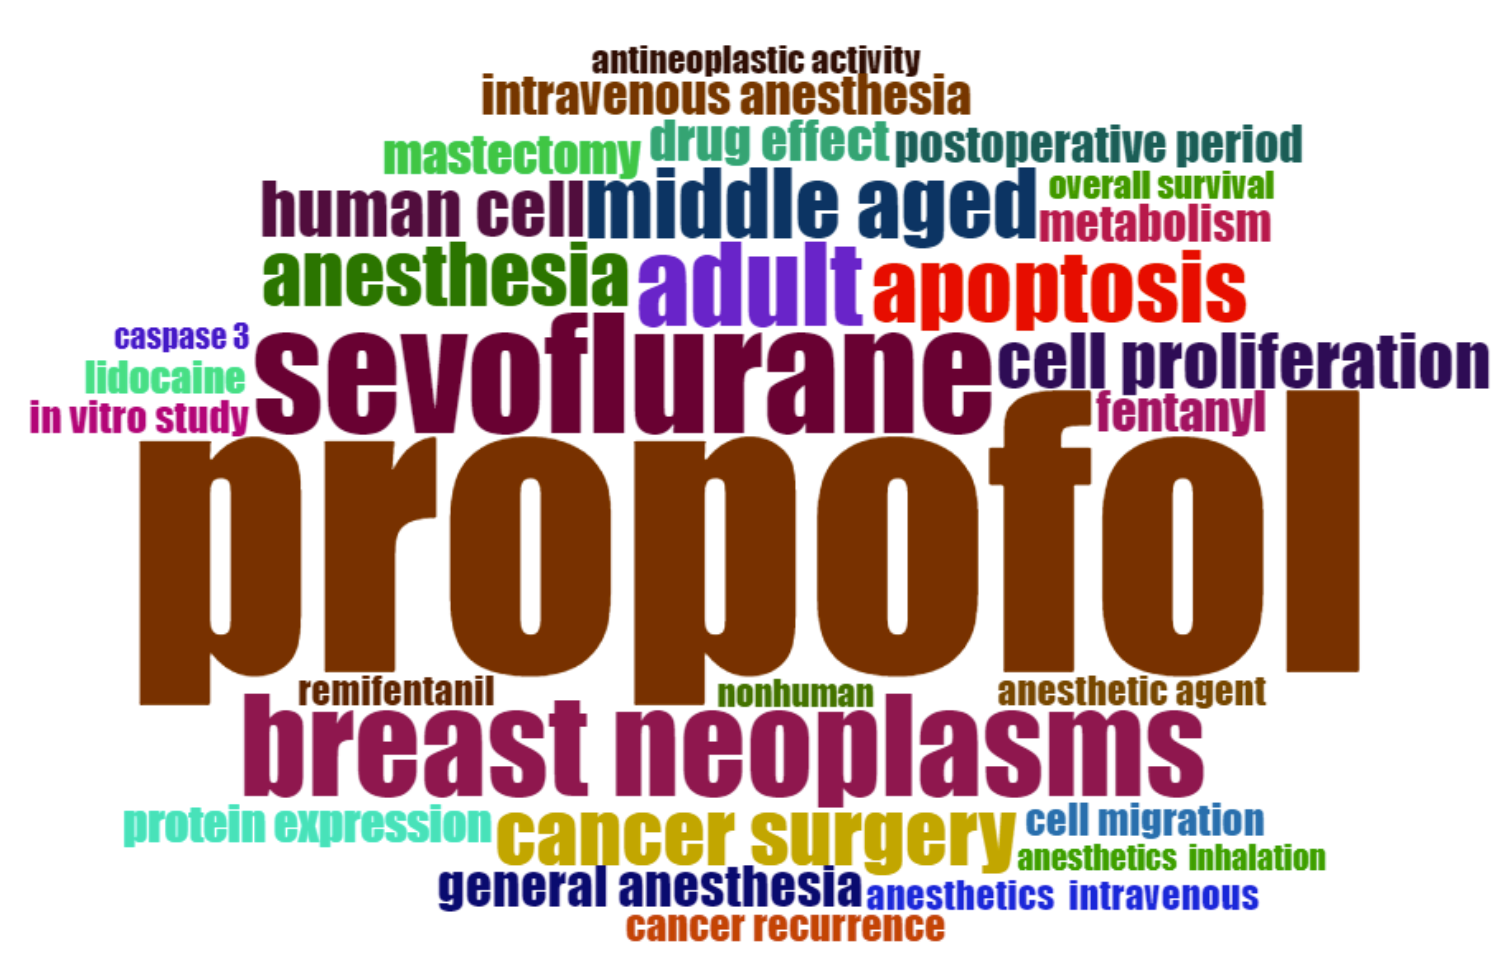 antineoplastic activity
intravenous anesthesia
mastectomy drug effect postoperative period
human cell middle aged overall survival
metabolism
anesthesia adult apoptosis
caspase 3 sevoflurane cell proliferation
lidocaine
in vitro study fentanyl
propofol
remifentanil nonhuman anesthetic agent
breast neoplasms
protein expression cancer surgery cell migration
anesthetics inhalation
general anesthesia anesthetics intravenous
cancer recurrence